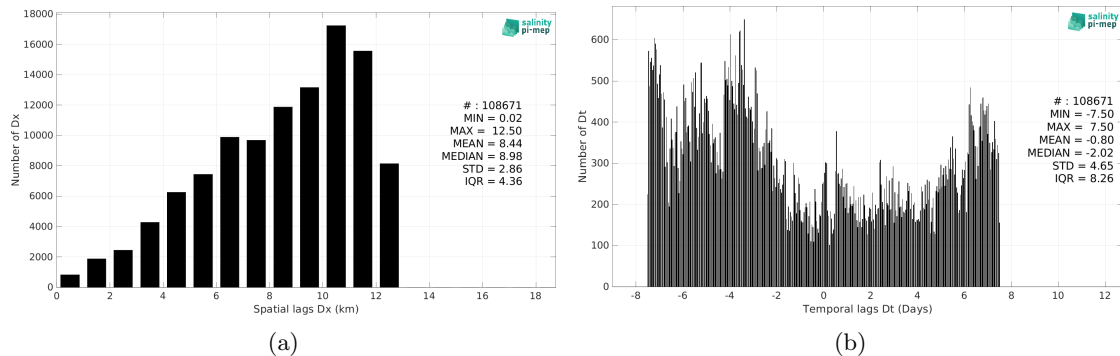 18000
16000
14000
12000
10000
8000
6000
4000
2000
0
Number of Dx
0 2 4 6 8 10 12 14 16 18
Spatial lags Dx (km)
salinity
pi-mep
# : 108671
MIN = 0.02
MAX = 12.50
MEAN = 8.44
MEDIAN = 8.98
STD = 2.86
IQR = 4.36
(a)
600
500
400
300
200
100
0
Number of Dt
-8 -6 -4 -2 0 2 4 6 8 10 12
Temporal lags Dt (Days)
salinity
pi-mep
# : 108671
MIN = -7.50
MAX = 7.50
MEAN = -0.80
MEDIAN = -2.02
STD = 4.65
IQR = 8.26
(b)